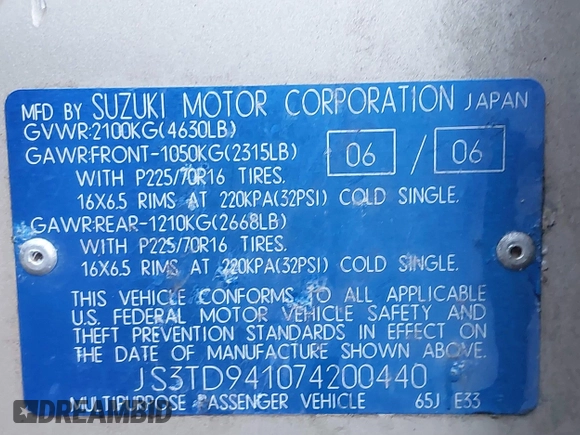 MFD BY SUZUKI MOTOR CORPORATION JAPAN
GVWR:2100KG(4630LB)
GAWR:FRONT-1050KG(2315LB) 06 / 06
WITH P225/70R16 TIRES.
16X6.5 RIMS AT 220KPA(32PSI) COLD SINGLE.
GAWR:REAR-1210KG(2668LB)
WITH P225/70R16 TIRES.
16X6.5 RIMS AT 220KPA(32PSI) COLD SINGLE.
THIS VEHICLE CONFORMS TO ALL APPLICABLE
U.S. FEDERAL MOTOR VEHICLE SAFETY AND
THEFT PREVENTION STANDARDS IN EFFECT ON
THE DATE OF MANUFACTURE SHOWN ABOVE.
JS3TD941074200440
MULTIPURPOSE PASSENGER VEHICLE 65J E33
DREAMBID